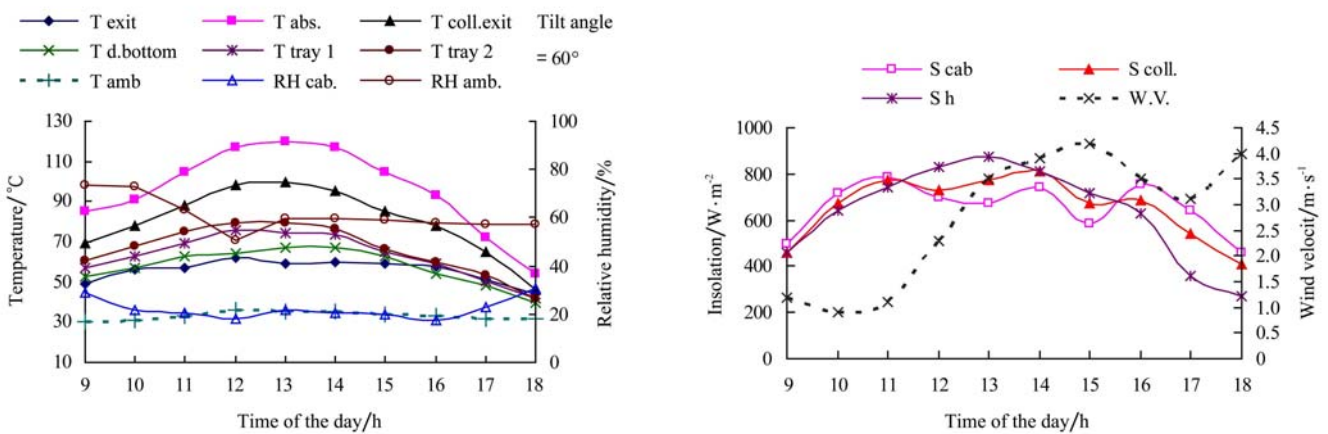 T exit T abs. T coll.exit Tilt angle
T d.bottom T tray 1 T tray 2 = 60°
T amb RH cab. RH amb.
130 100
110 80
90
70 60
50 40
30 20
10 0
Temperature/°C
Relative humidity/%
9 10 11 12 13 14 15 16 17 18
Time of the day/h
S cab S coll.
S h W.V.
1000 4.5
4.0
800 3.5
3.0
600 2.5
400 2.0
1.5
200 1.0
0.5
0 0
Insolation/W·m-2
Wind velocity/m·s-1
9 10 11 12 13 14 15 16 17 18
Time of the day/h